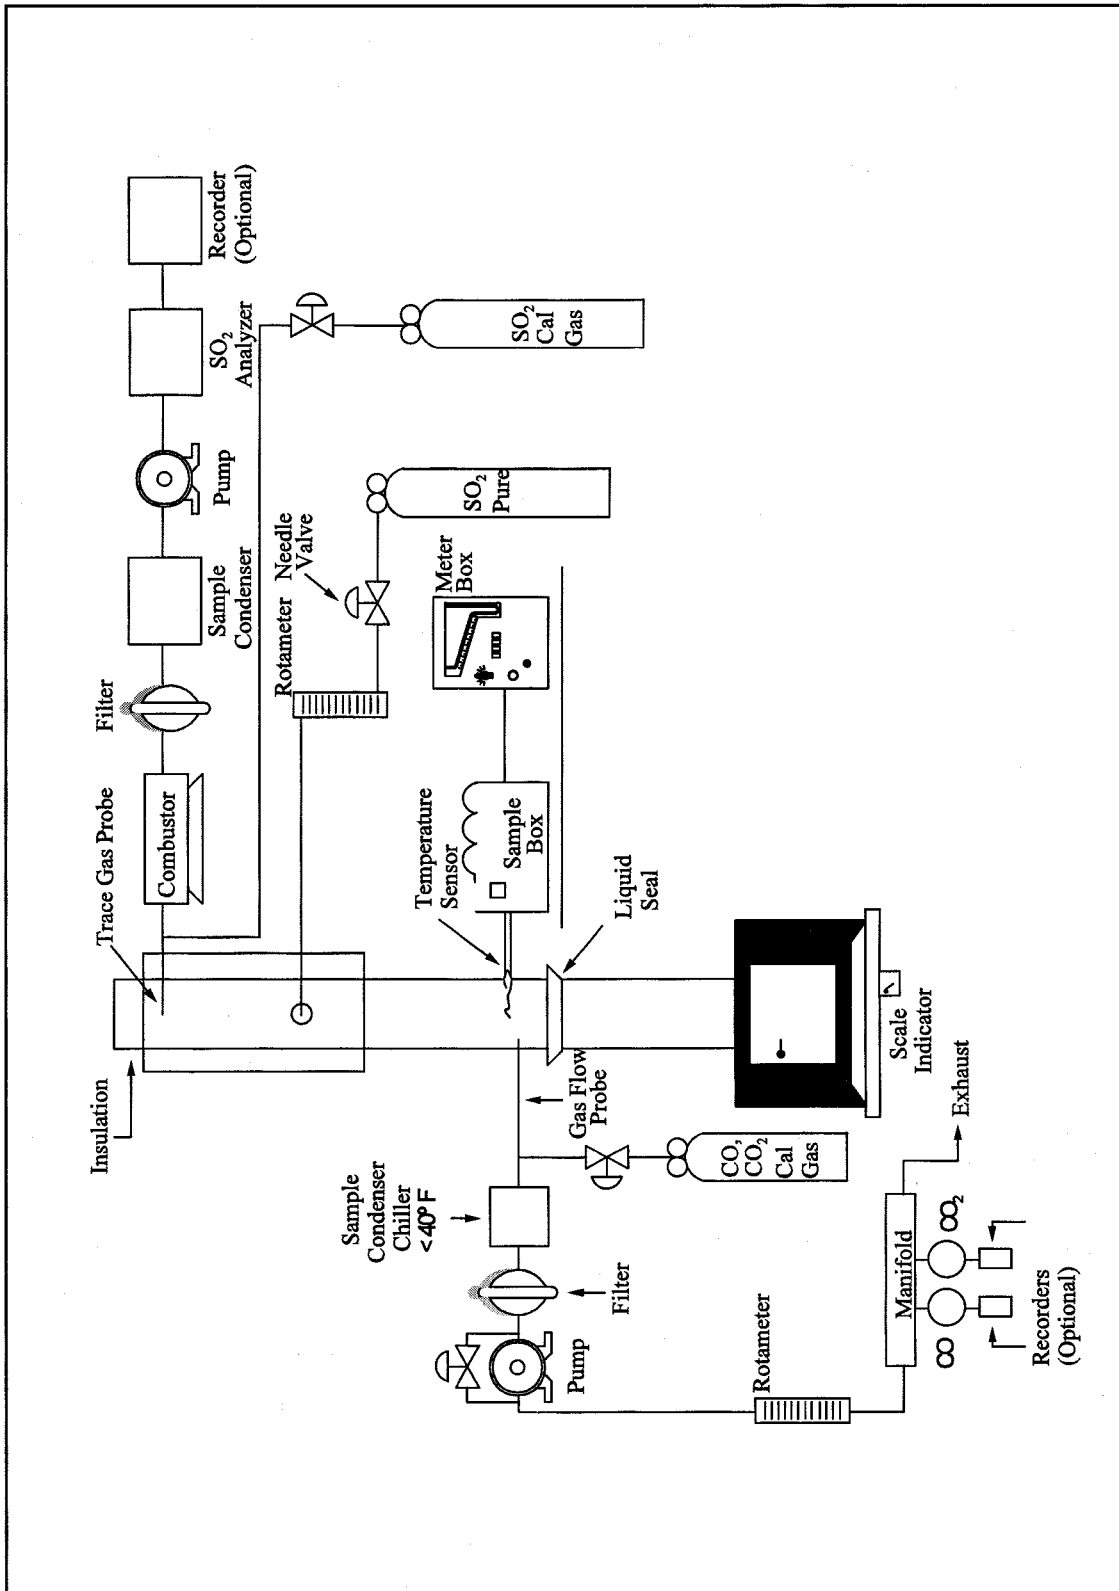 Recorder
(Optional)
SO2
Analyzer
Pump
Sample
Condenser
Filter
Trace Gas Probe
Combustor
Insulation
SO2
Cal
Gas
Needle
Valve
Rotameter
SO2
Pure
Meter
Box
Temperature
Sensor
Sample
Box
Liquid
Seal
Gas Flow
Probe
Sample
Condenser
Chiller
<40° F
Filter
Pump
CO,
CO2
Cal
Gas
Scale
Indicator
Exhaust
Rotameter
Manifold
CO
CO2
Recorders
(Optional)